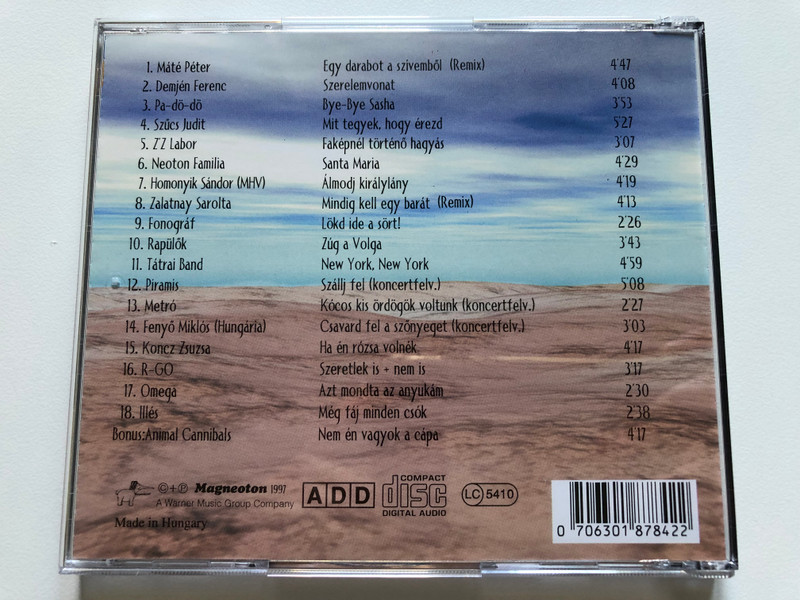 1. Máté Péter Egy darabot a szívemből (Remix) 4'47
2. Demjén Ferenc Szerelemvonat 4'08
3. Pa-dö-dö Bye-Bye Sasha 3'53
4. Szűcs Judit Mit tegyek, hogy érezd 5'27
5. Z'Z Labor Faképnél történő hagyás 3'07
6. Neoton Familia Santa Maria 4'29
7. Homonyik Sándor (MHV) Álmodj királylány 4'19
8. Zalatnay Sarolta Mindig kell egy barát (Remix) 4'13
9. Fonográf Lökd ide a sört! 2'26
10. Rapülők Zúg a Volga 3'43
11. Tátrai Band New York, New York 4'59
12. Piramis Szállj fel (koncertfelv.) 5'08
13. Metró Kócos kis ördögök voltunk (koncertfelv.) 2'27
14. Fenyő Miklós (Hungária) Csavard fel a szőnyeget (koncertfelv.) 3'03
15. Koncz Zsuzsa Ha én rózsa volnék 4'17
16. R-GO Szeretlek is + nem is 3'17
17. Omega Azt mondta az anyukám 2'30
18. Illés Még fáj minden csók 2'38
Bonus:Animal Cannibals Nem én vagyok a cápa 4'17
©+℗ Magneoton 1997
A Warner Music Group Company
Made in Hungary
ADD
COMPACT
disc
DIGITAL AUDIO
LC 5410
0 706301 878422